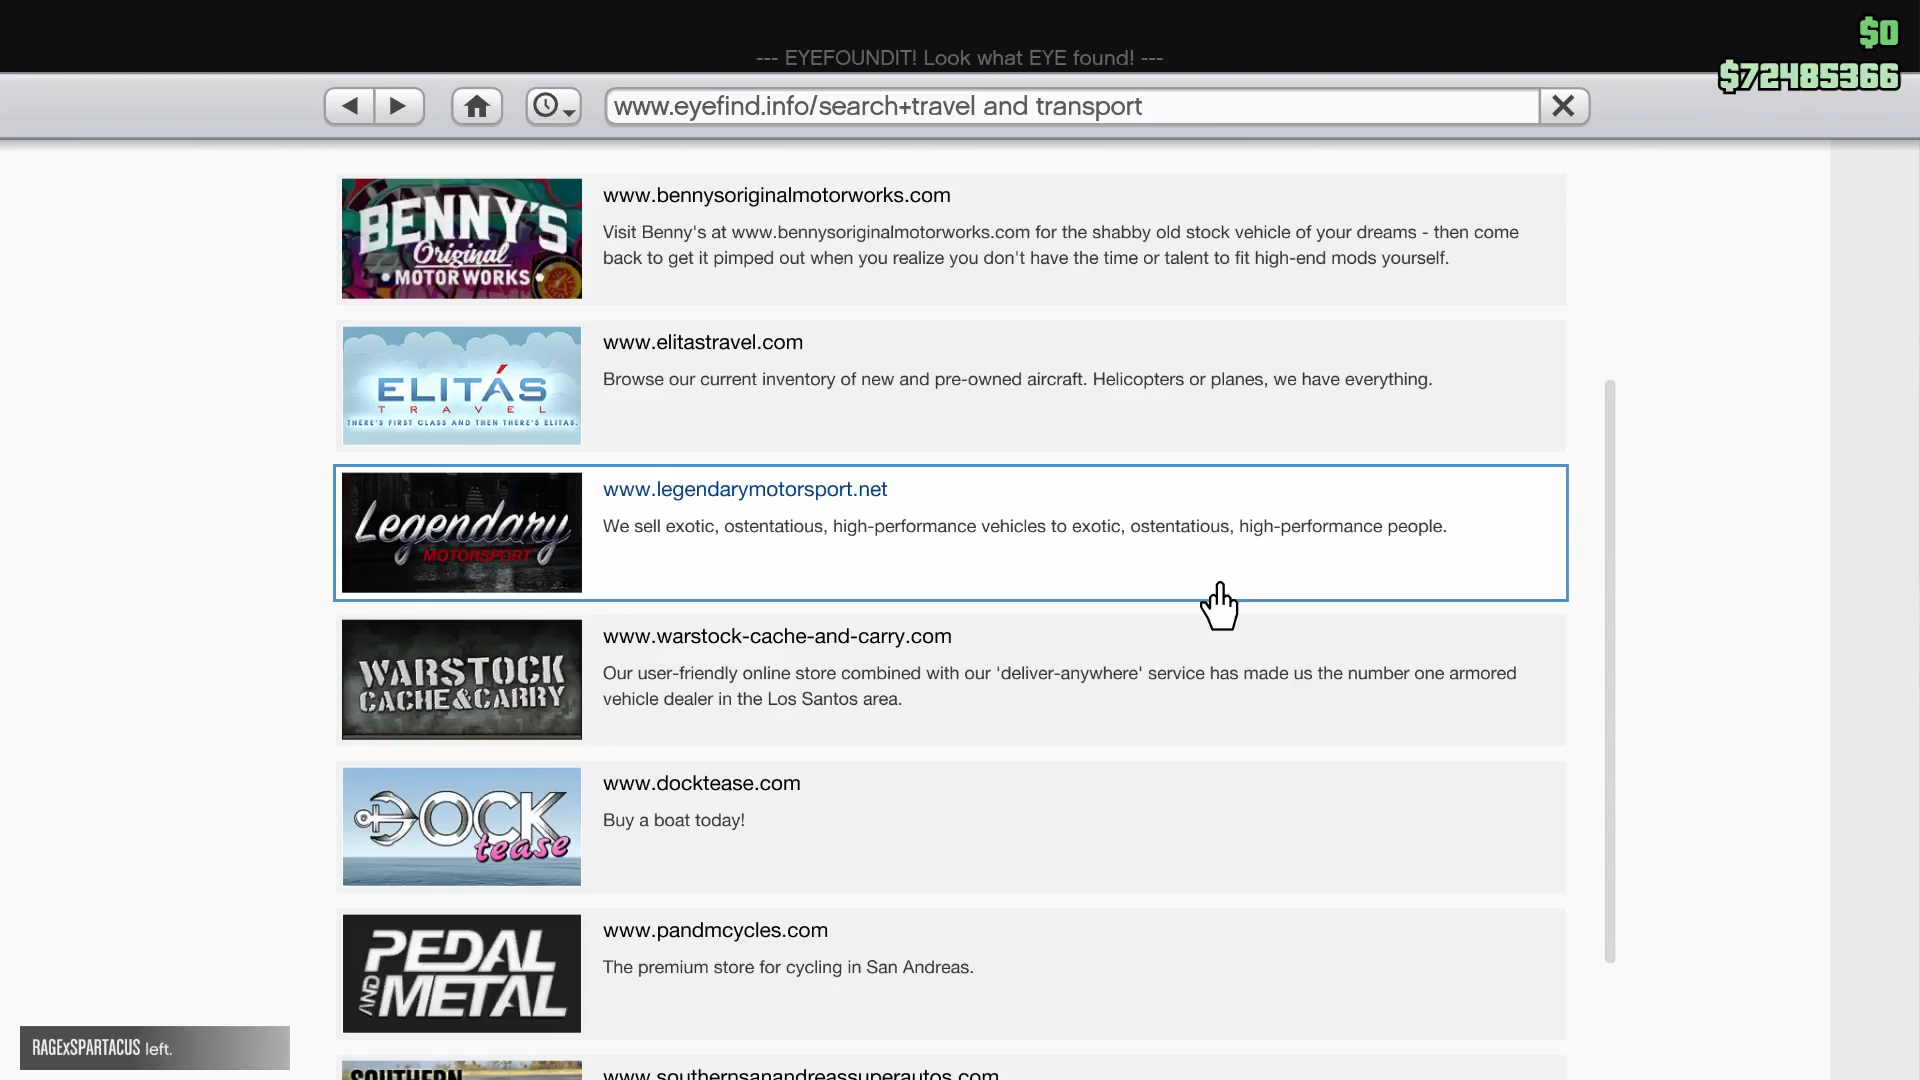 $0
--- EYEFOUNDIT! Look what EYE found! ---
$72485366
www.eyefind.info/search+travel and transport
BENNY'S
Original
MOTOR WORKS
www.bennysoriginalmotorworks.com
Visit Benny's at www.bennysoriginalmotorworks.com for the shabby old stock vehicle of your dreams - then come
back to get it pimped out when you realize you don't have the time or talent to fit high-end mods yourself.
ELITÁS
TRAVEL
THERE'S FIRST CLASS AND THEN THERE'S ELITAS.
www.elitastravel.com
Browse our current inventory of new and pre-owned aircraft. Helicopters or planes, we have everything.
Legendary
MOTORSPORT
www.legendarymotorsport.net
We sell exotic, ostentatious, high-performance vehicles to exotic, ostentatious, high-performance people.
WARSTOCK
CACHE&CARRY
www.warstock-cache-and-carry.com
Our user-friendly online store combined with our 'deliver-anywhere' service has made us the number one armored
vehicle dealer in the Los Santos area.
DOCK
tease
www.docktease.com
Buy a boat today!
PEDAL
AND METAL
www.pandmcycles.com
The premium store for cycling in San Andreas.
RAGExSPARTACUS left.
SOUTHERN
www.southernsanandreassuperautos.com